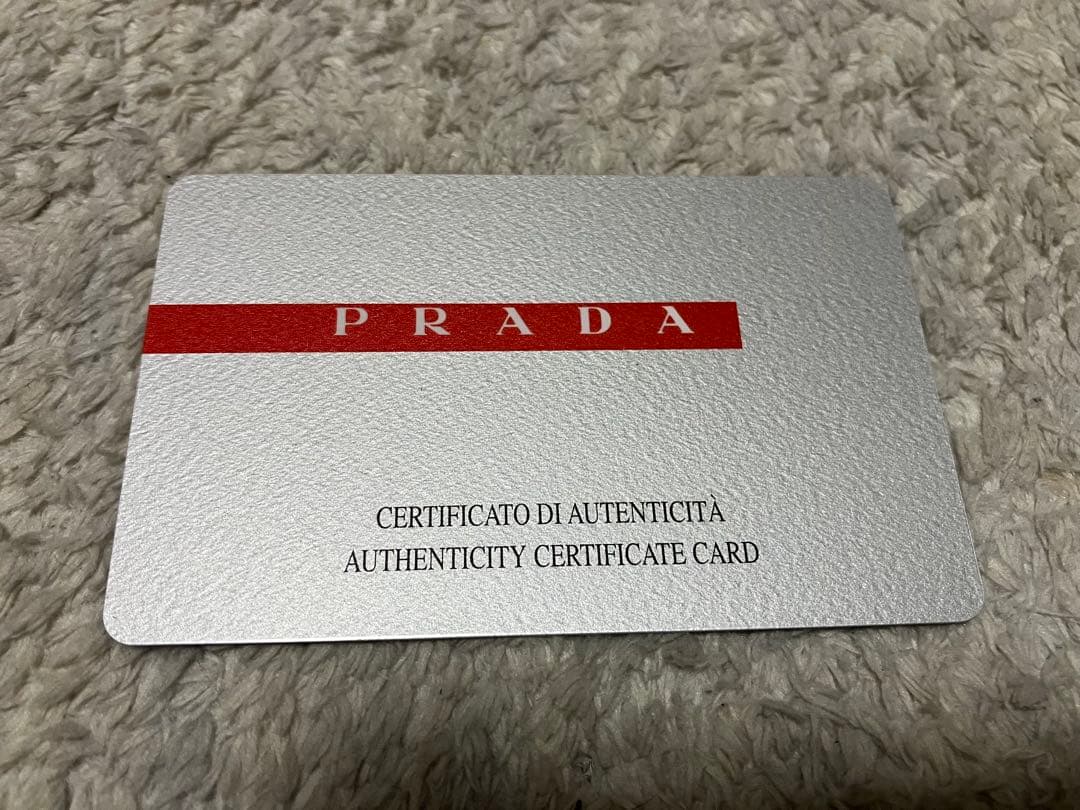 PRADA
CERTIFICATO DI AUTENTICITÀ
AUTHENTICITY CERTIFICATE CARD